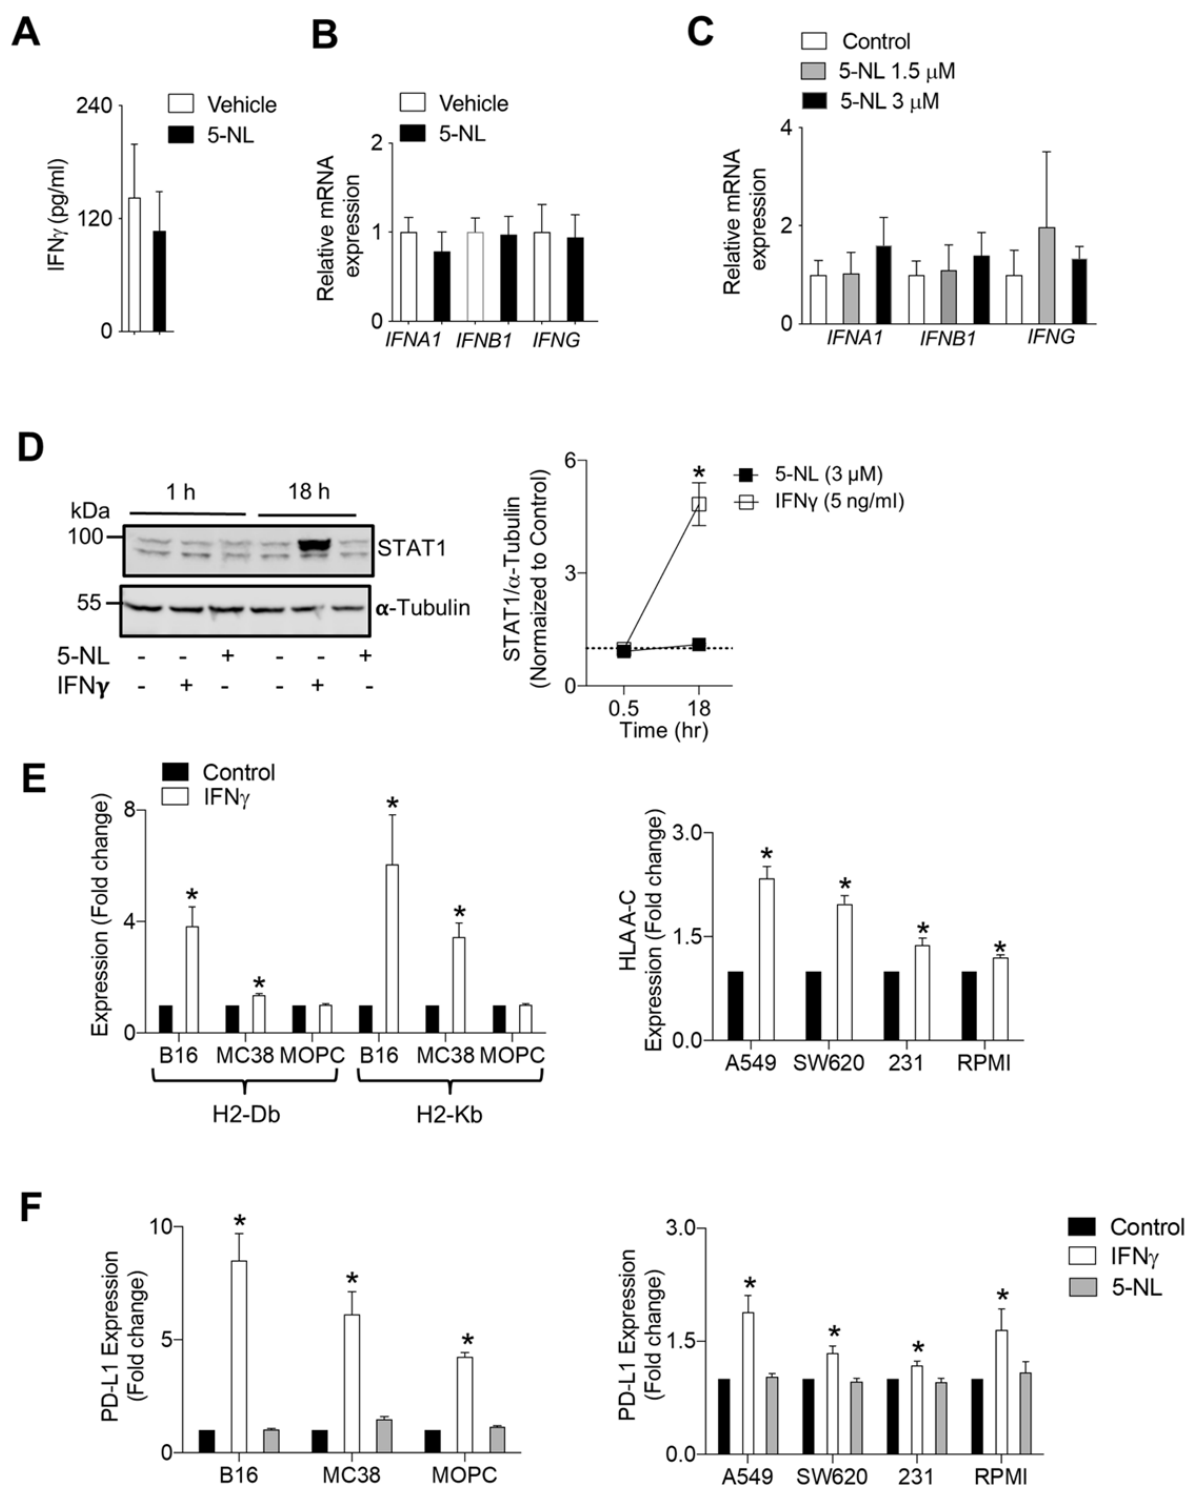 A
240
120
0
IFNγ (pg/ml)
Vehicle
5-NL
B
Vehicle
5-NL
2
1
0
Relative mRNA
expression
IFNA1 IFNB1 IFNG
C
Control
5-NL 1.5 μM
5-NL 3 μM
4
2
0
Relative mRNA
expression
IFNA1 IFNB1 IFNG
D
1 h 18 h
kDa
100
STAT1
55
α-Tubulin
5-NL - - + - - +
IFNγ - + - - + -
6
3
0
STAT1/α-Tubulin
(Normaized to Control)
*
5-NL (3 μM)
IFNγ (5 ng/ml)
0.5 18
Time (hr)
E
Control
IFNγ
8
4
0
Expression (Fold change)
* * * *
B16 MC38 MOPC B16 MC38 MOPC
H2-Db H2-Kb
3.0
1.5
0.0
HLA A-C
Expression (Fold change)
* * * *
A549 SW620 231 RPMI
F
10
5
0
PD-L1 Expression
(Fold change)
* * *
B16 MC38 MOPC
3.0
1.5
0.0
PD-L1 Expression
(Fold change)
* * * *
A549 SW620 231 RPMI
Control
IFNγ
5-NL